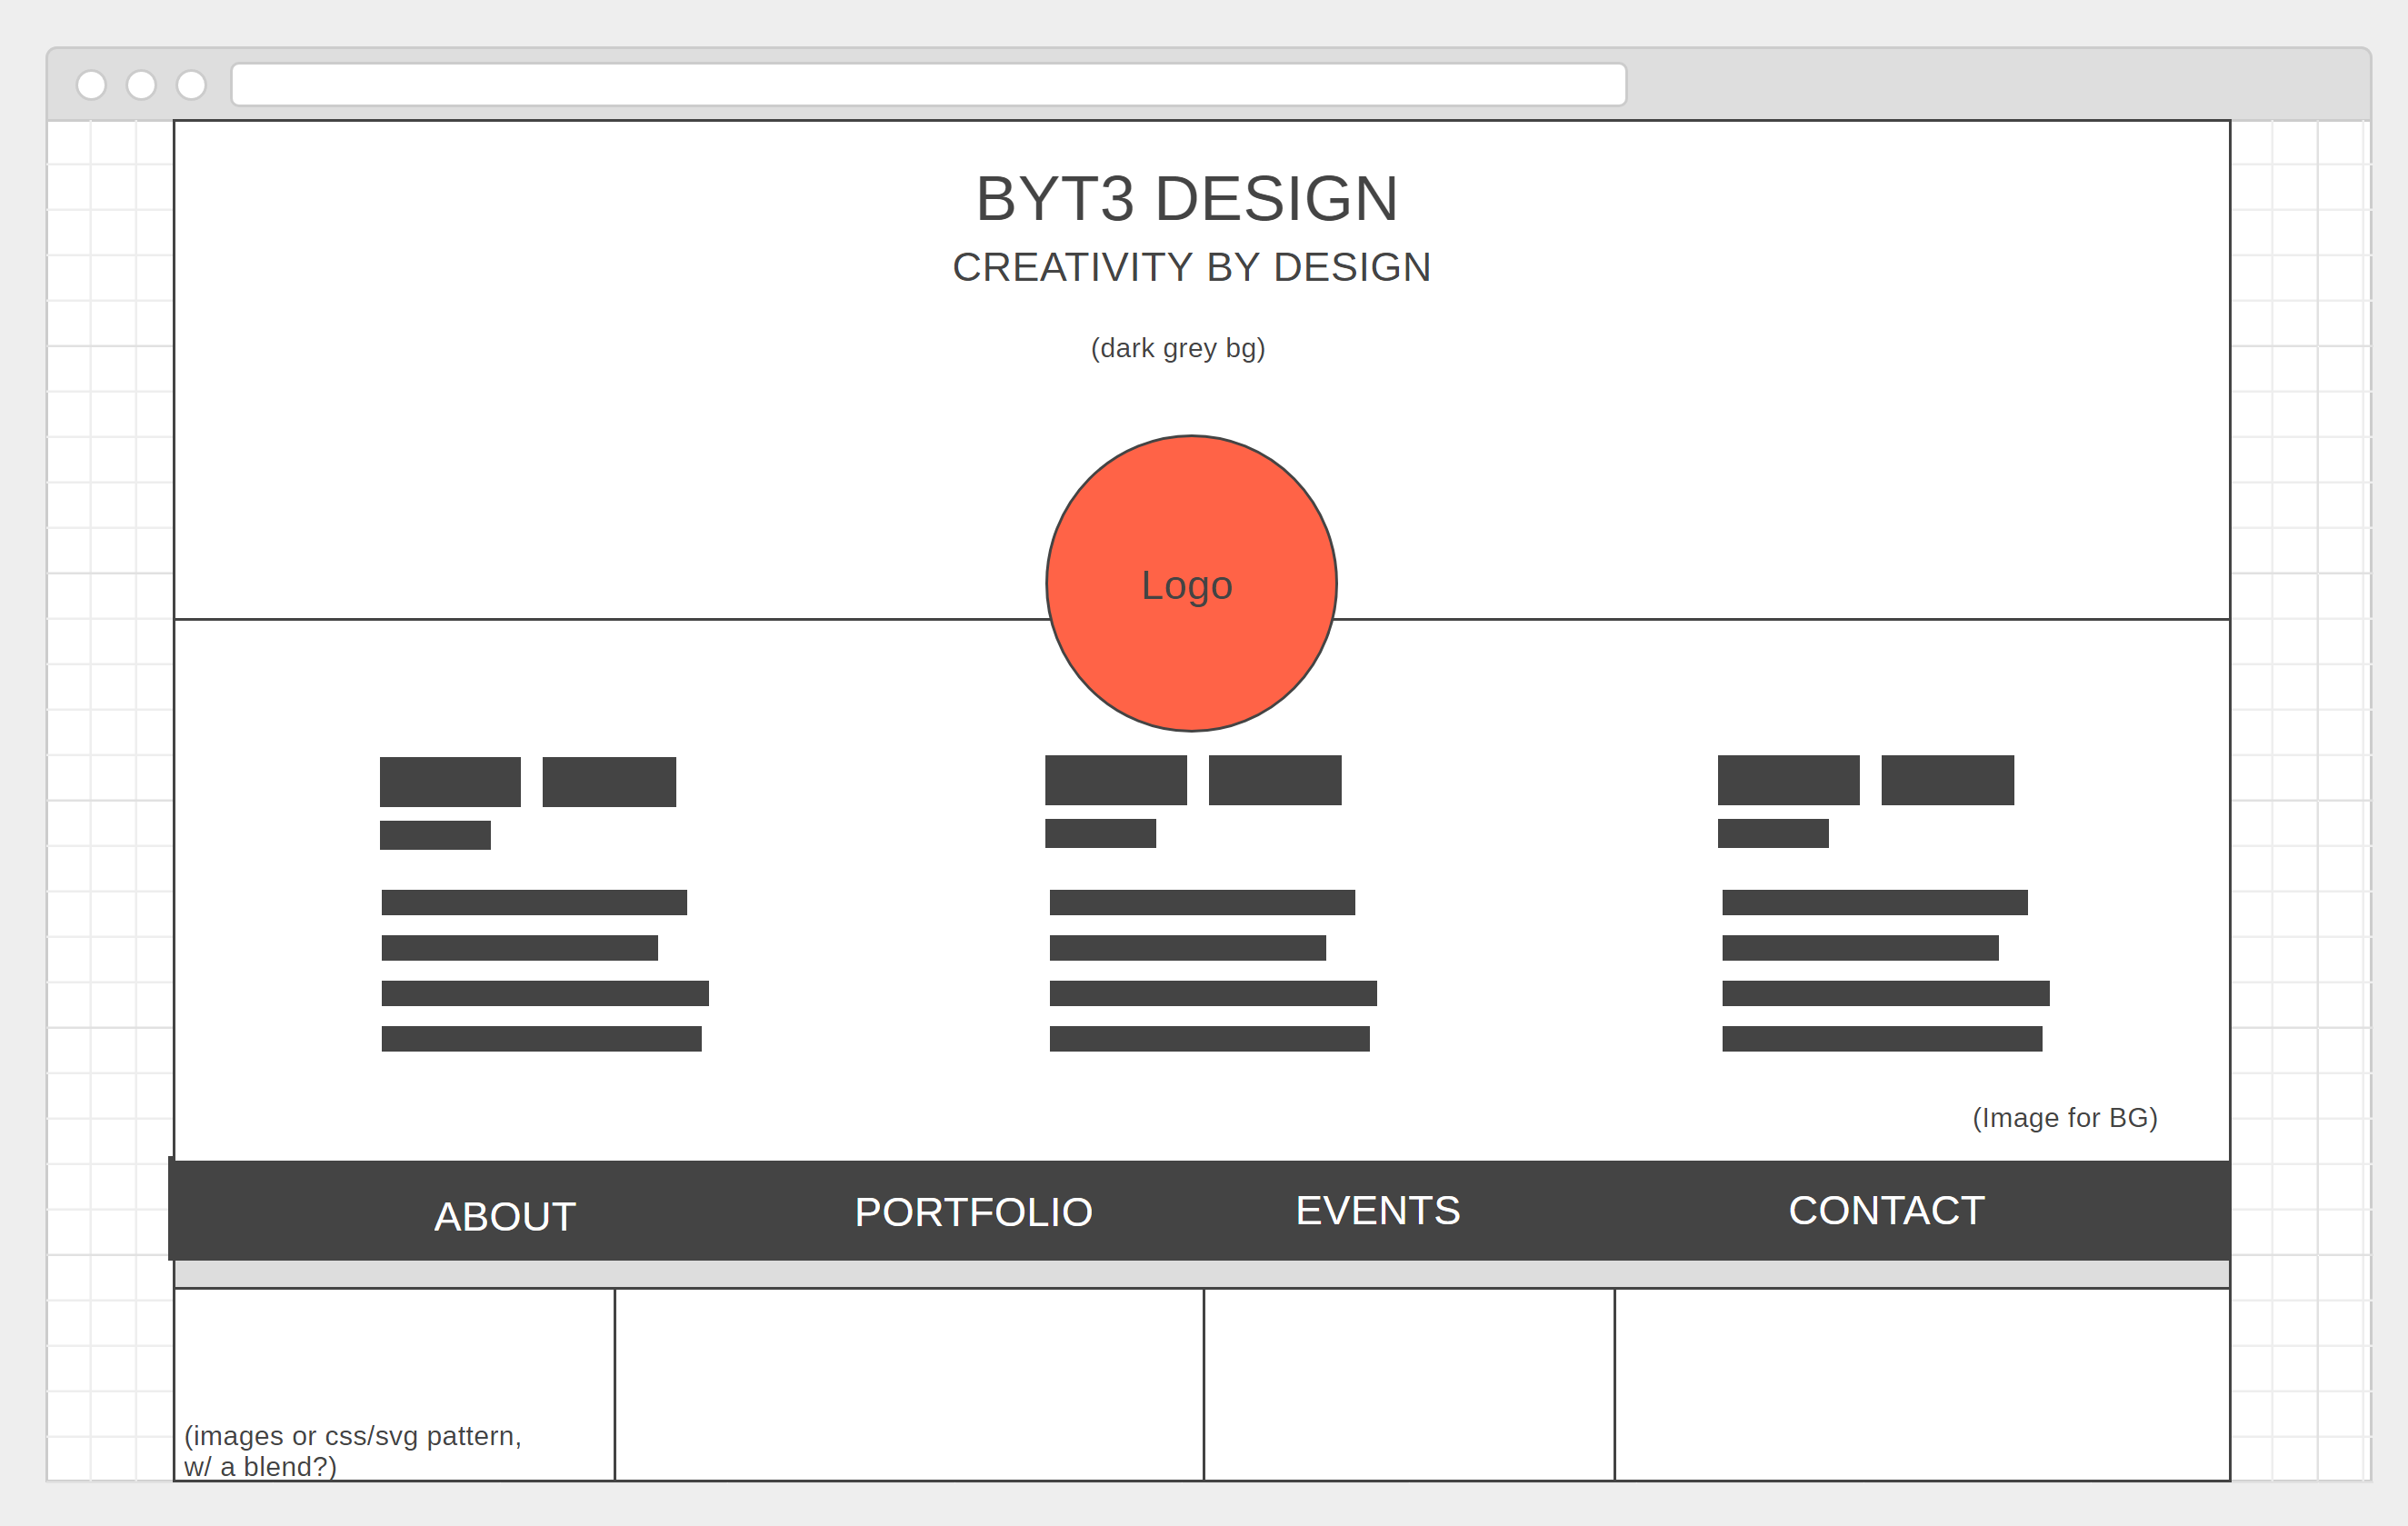 BYT3 DESIGN
CREATIVITY BY DESIGN
(dark grey bg)
Logo
(Image for BG)
ABOUT
PORTFOLIO
EVENTS
CONTACT
(images or css/svg pattern,
w/ a blend?)